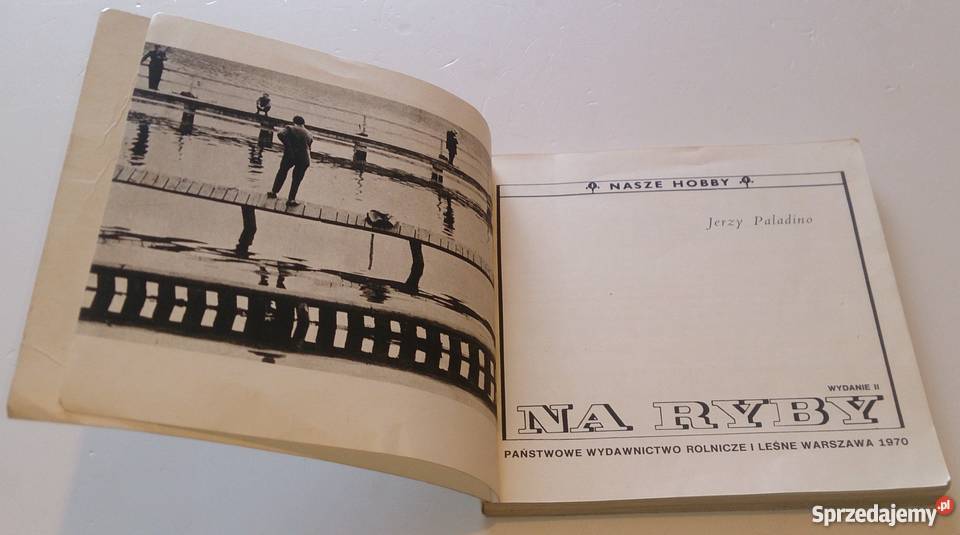 NASZE HOBBY
Jerzy Paladino
WYDANIE II
NA RYBY
PAŃSTWOWE WYDAWNICTWO ROLNICZE I LEŚNE WARSZAWA 1970
Sprzedajemy.pl